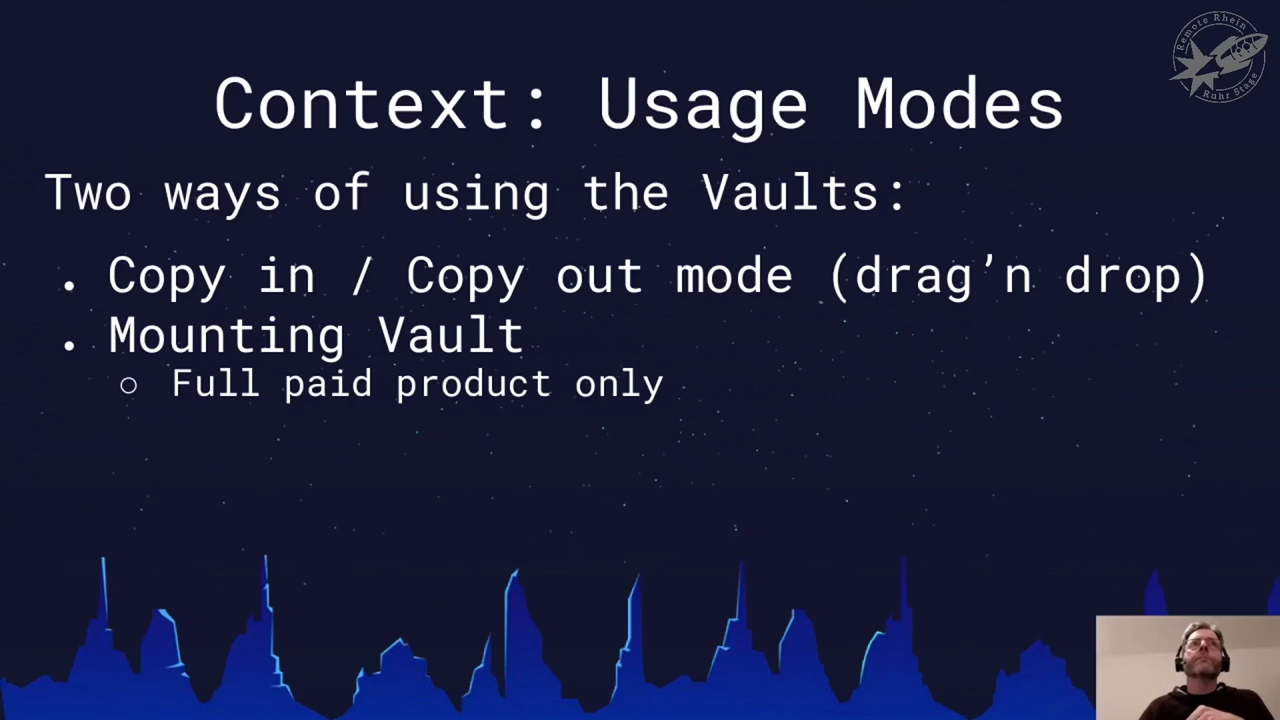 Remote Rhein
Ruhr Stage
Context: Usage Modes
Two ways of using the Vaults:
. Copy in / Copy out mode (drag’n drop)
. Mounting Vault
○ Full paid product only